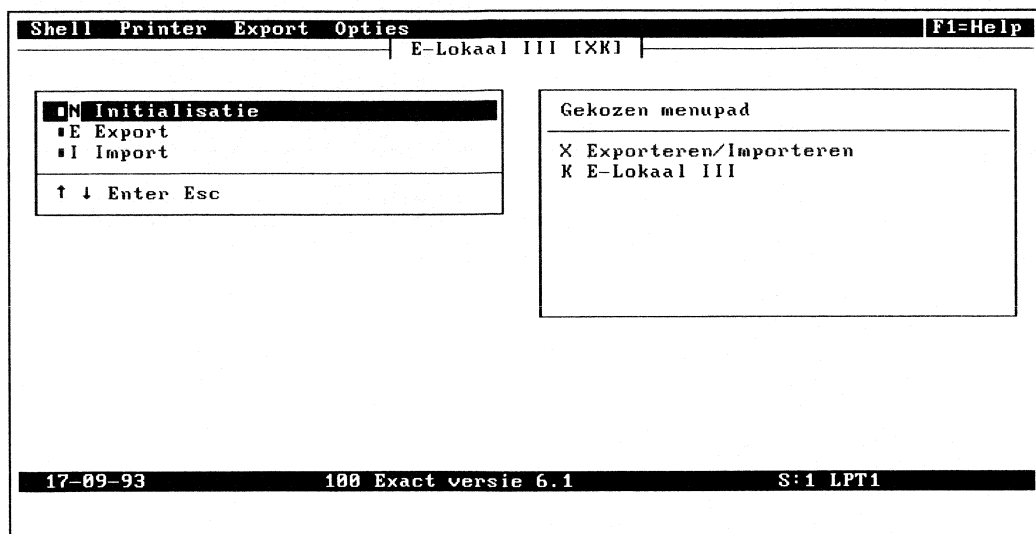 Shell Printer Export Opties F1=Help
E-Lokaal III [XK]
N Initialisatie
E Export
I Import
↑ ↓ Enter Esc
Gekozen menupad
X Exporteren/Importeren
K E-Lokaal III
17-09-93 100 Exact versie 6.1 S:1 LPT1